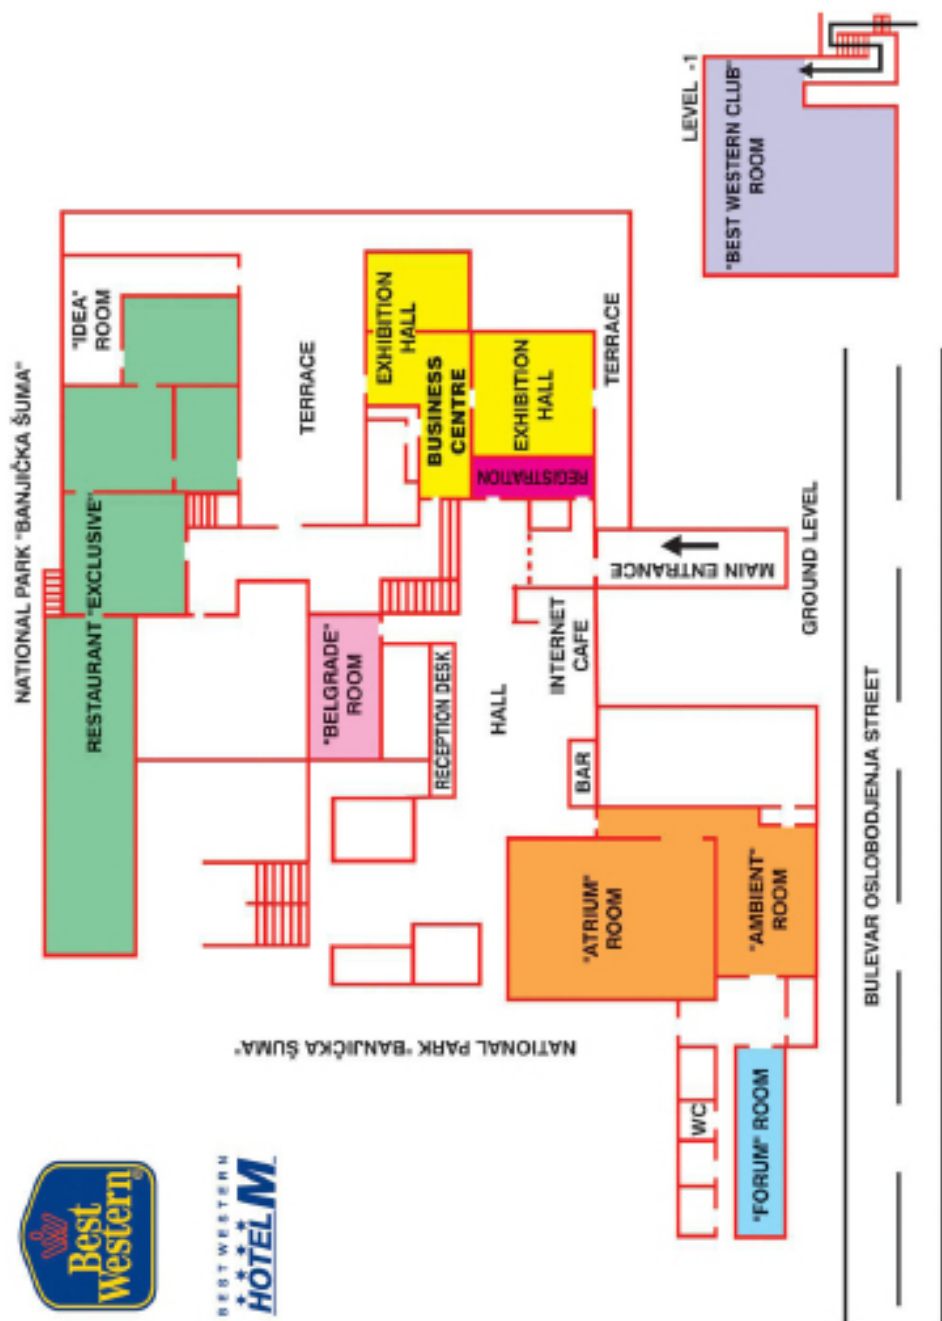 Best
Western®
BEST WESTERN
HOTEL M
NATIONAL PARK "BANJIČKA ŠUMA"
RESTAURANT "EXCLUSIVE"
"IDEA"
ROOM
TERRACE
"BELGRADE"
ROOM
EXHIBITION
HALL
BUSINESS
CENTRE
RECEPTION DESK
HALL
REGISTRATION
EXHIBITION
HALL
INTERNET
CAFE
BAR
TERRACE
NATIONAL PARK "BANJIČKA ŠUMA"
"ATRIUM"
ROOM
MAIN ENTRANCE
WC
"AMBIENT"
ROOM
"FORUM" ROOM
GROUND LEVEL
BULEVAR OSLOBODJENJA STREET
LEVEL -1
"BEST WESTERN CLUB"
ROOM